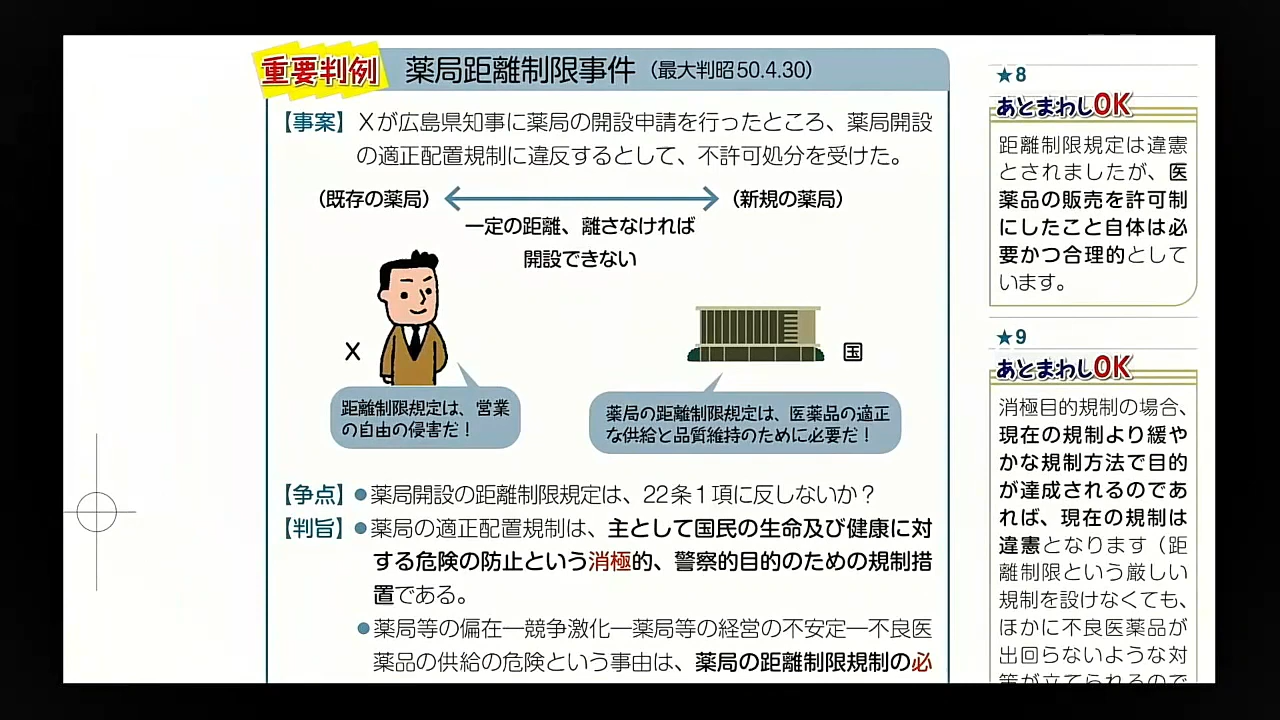 重要判例 薬局距離制限事件（最大判昭50.4.30）
【事案】Xが広島県知事に薬局の開設申請を行ったところ、薬局開設
の適正配置規制に違反するとして、不許可処分を受けた。
（既存の薬局） （新規の薬局）
一定の距離、離さなければ
開設できない
X
国
距離制限規定は、営業
の自由の侵害だ！
薬局の距離制限規定は、医薬品の適正
な供給と品質維持のために必要だ！
【争点】●薬局開設の距離制限規定は、22条1項に反しないか？
【判旨】●薬局の適正配置規制は、主として国民の生命及び健康に対
する危険の防止という消極的、警察的目的のための規制措
置である。
●薬局等の偏在―競争激化―薬局等の経営の不安定―不良医
薬品の供給の危険という事由は、薬局の距離制限規制の必
★8
あとまわしOK
距離制限規定は違憲
とされましたが、医
薬品の販売を許可制
にしたこと自体は必
要かつ合理的として
います。
★9
あとまわしOK
消極目的規制の場合、
現在の規制より緩や
かな規制方法で目的
が達成されるのであ
れば、現在の規制は
違憲となります（距
離制限という厳しい
規制を設けなくても、
ほかに不良医薬品が
出回らないような対
策が立てられるので